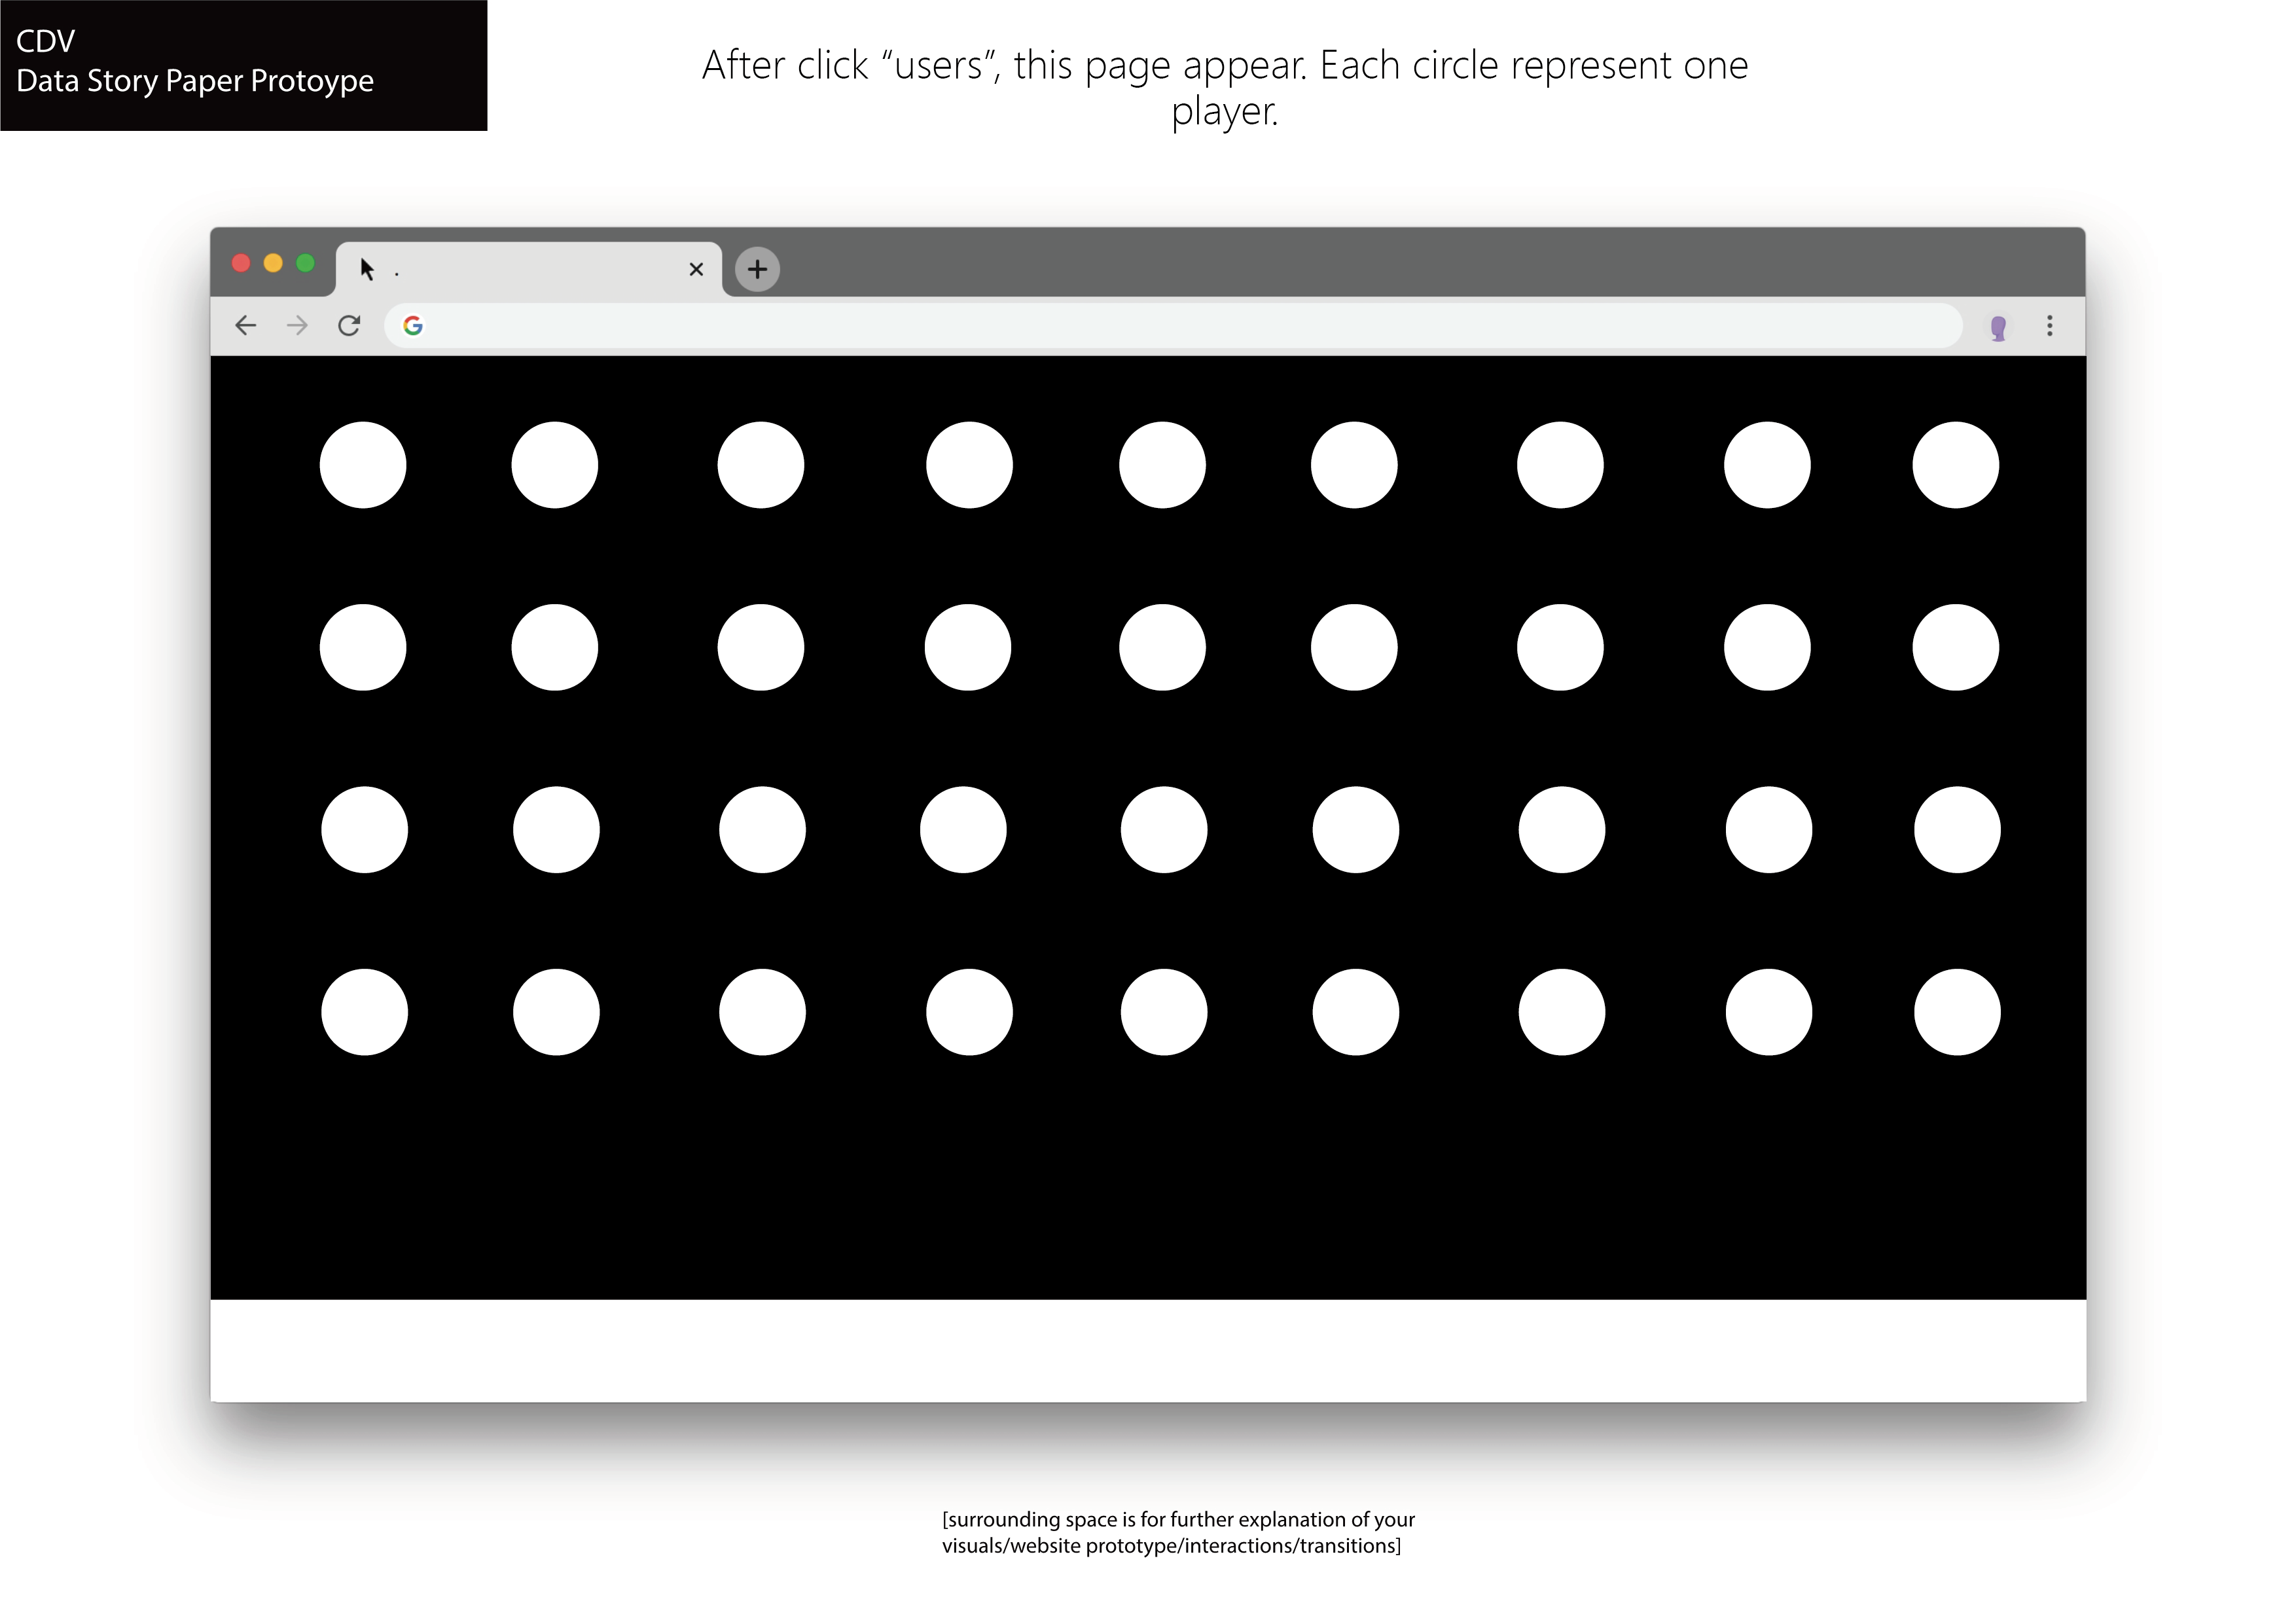 CDV
Data Story Paper Protoype
After click “users”, this page appear. Each circle represent one
player.
.
[surrounding space is for further explanation of your
visuals/website prototype/interactions/transitions]